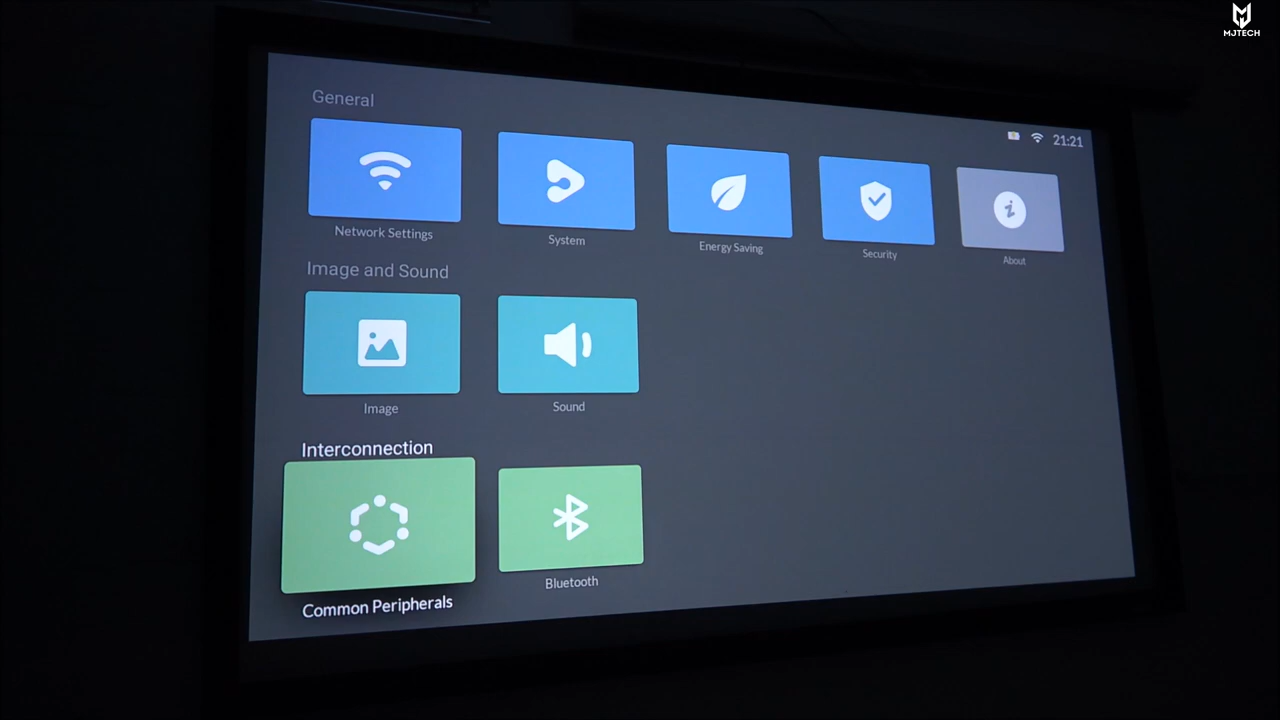 MJTECH
General
21:21
Network Settings
System
Energy Saving
Security
About
Image and Sound
Image
Sound
Interconnection
Common Peripherals
Bluetooth